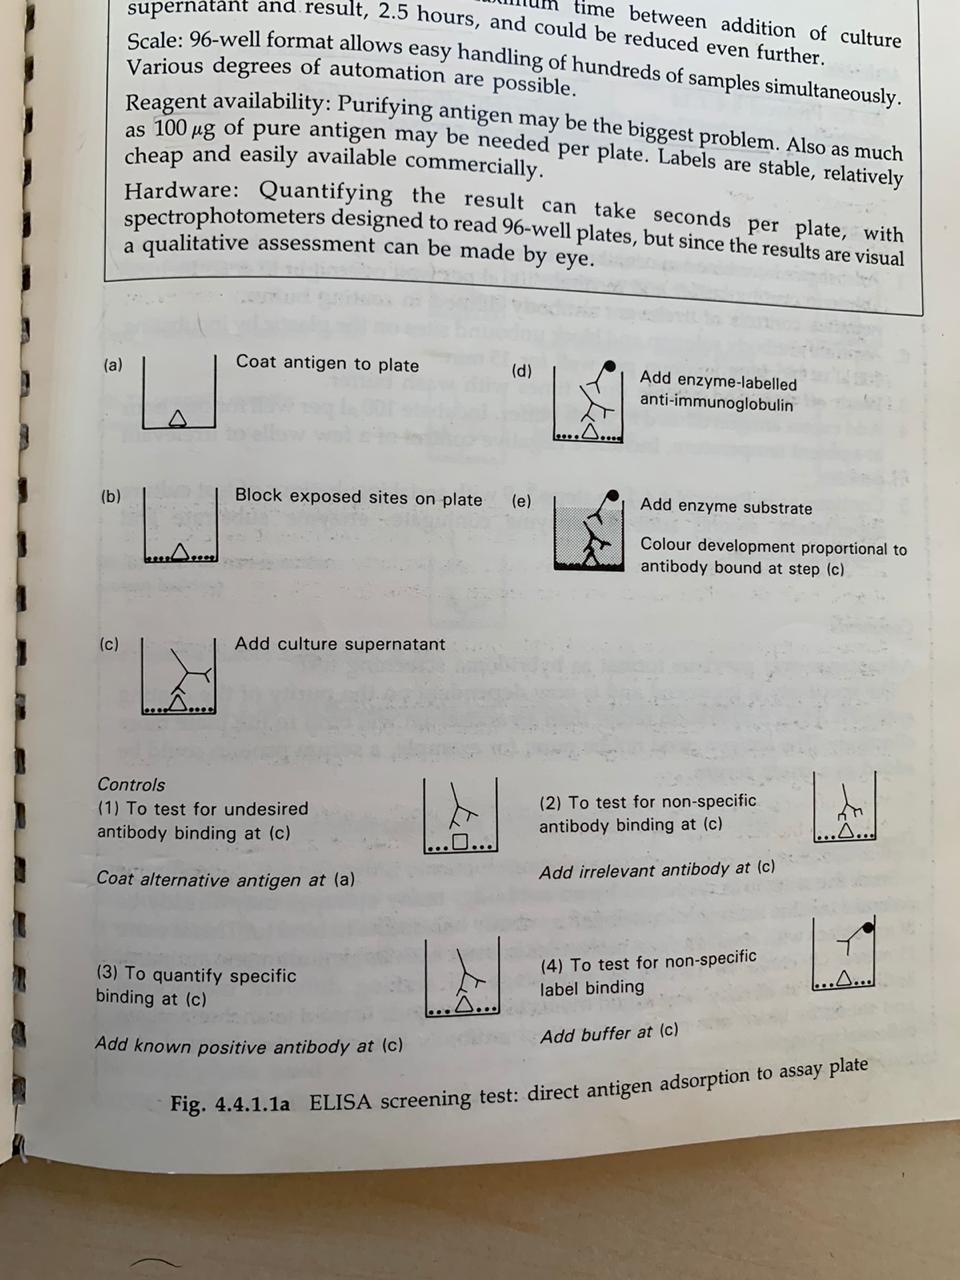 time between addition of culture
supernatant and result, 2.5 hours, and could be reduced even further.
Scale: 96-well format allows easy handling of hundreds of samples simultaneously.
Various degrees of automation are possible.
Reagent availability: Purifying antigen may be the biggest problem. Also as much
as 100 μg of pure antigen may be needed per plate. Labels are stable, relatively
cheap and easily available commercially.
Hardware: Quantifying the result can take seconds per plate, with
spectrophotometers designed to read 96-well plates, but since the results are visual
a qualitative assessment can be made by eye.
(a) Coat antigen to plate
(b) Block exposed sites on plate
(c) Add culture supernatant
(d) Add enzyme-labelled
anti-immunoglobulin
(e) Add enzyme substrate
Colour development proportional to
antibody bound at step (c)
Controls
(1) To test for undesired
antibody binding at (c)
Coat alternative antigen at (a)
(2) To test for non-specific
antibody binding at (c)
Add irrelevant antibody at (c)
(3) To quantify specific
binding at (c)
Add known positive antibody at (c)
(4) To test for non-specific
label binding
Add buffer at (c)
Fig. 4.4.1.1a ELISA screening test: direct antigen adsorption to assay plate